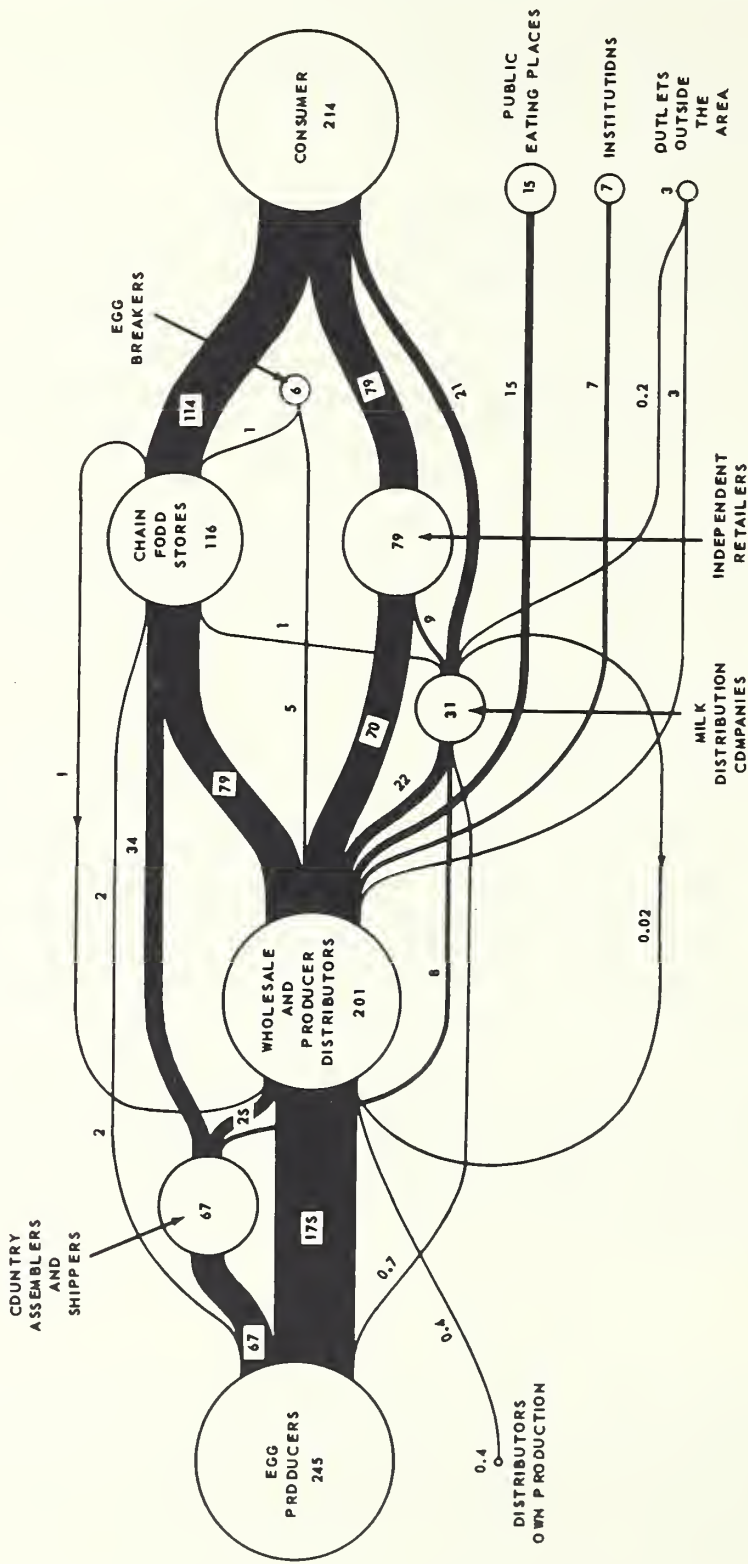 COUNTRY
ASSEMBLERS
AND
SHIPPERS
EGG
PRODUCERS
245
67
67
2
2
34
1
25
175
0.7
0.4
0.4
DISTRIBUTORS
OWN PRODUCTION
WHOLESALE
AND
PRODUCER
DISTRIBUTORS
201
8
0.02
79
70
22
5
1
9
31
MILK
DISTRIBUTION
COMPANIES
CHAIN
FOOD
STORES
116
79
INDEPENDENT
RETAILERS
EGG
BREAKERS
6
1
114
79
21
15
7
0.2
3
CONSUMER
214
15
PUBLIC
EATING PLACES
7
INSTITUTIONS
3
OUTLETS
OUTSIDE
THE
AREA